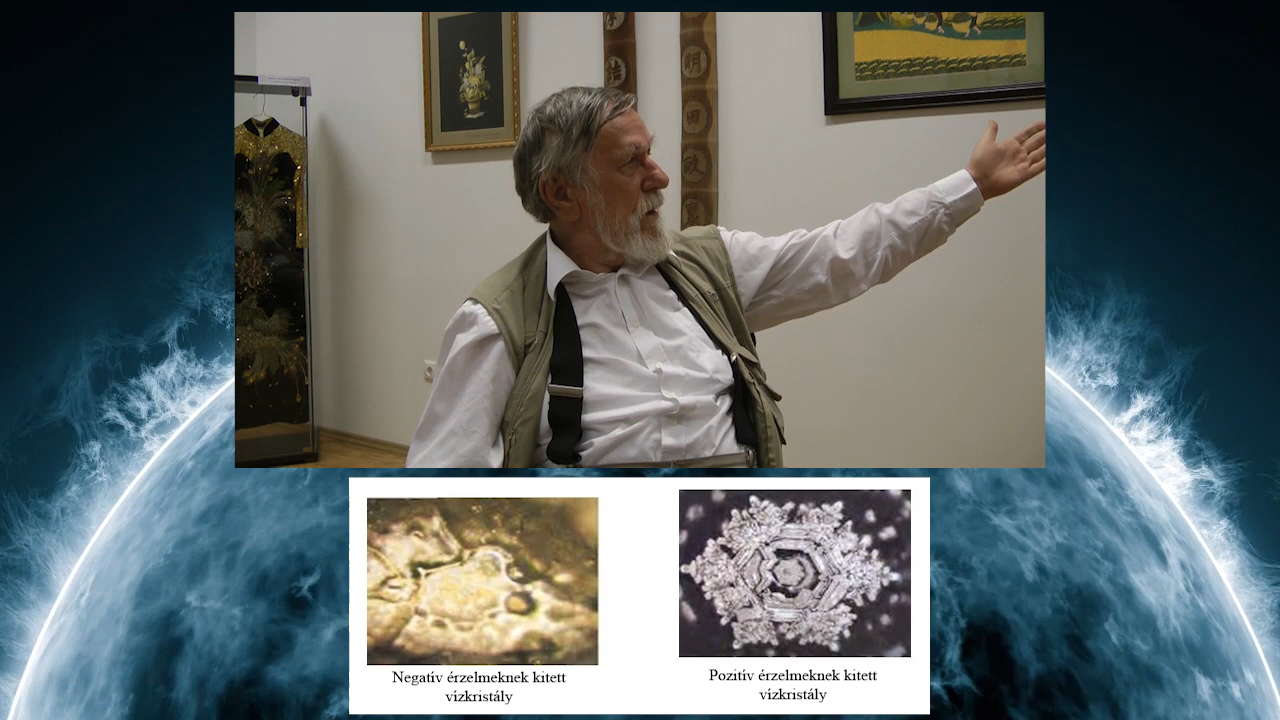 Negatív érzelmeknek kitett
vízkristály
Pozitív érzelmeknek kitett
vízkristály